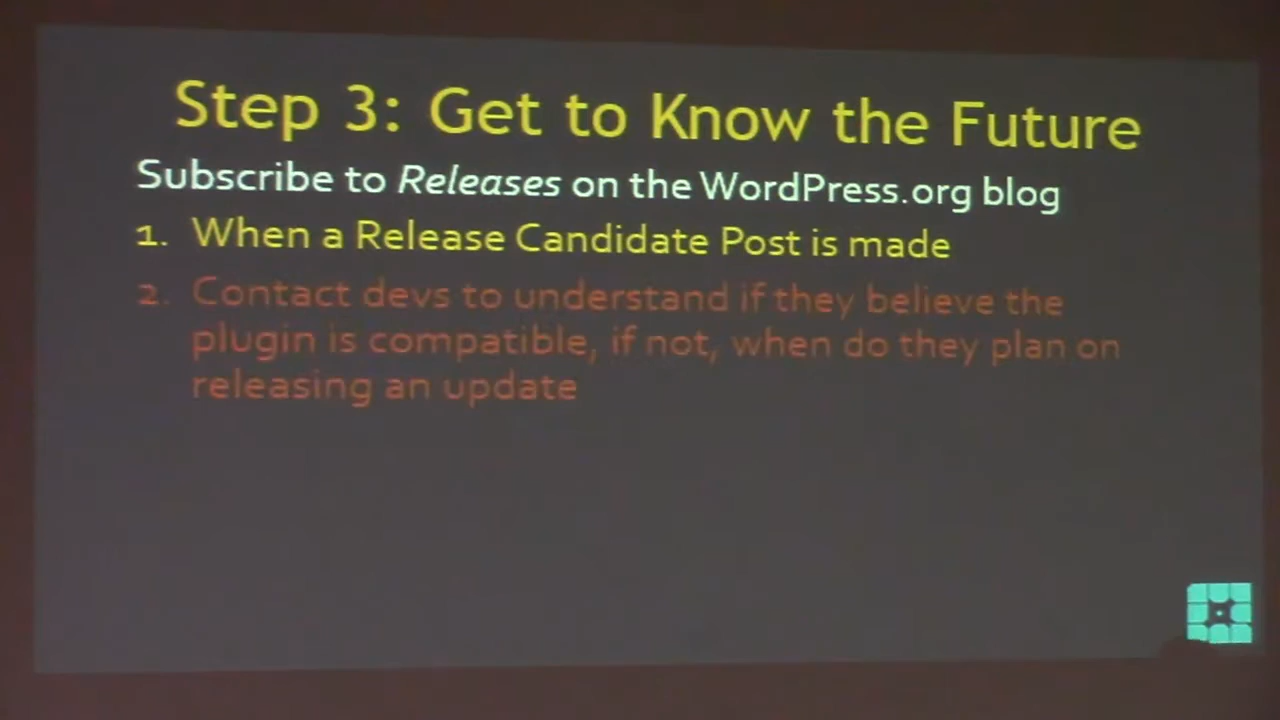 Step 3: Get to Know the Future
Subscribe to Releases on the WordPress.org blog
1. When a Release Candidate Post is made
2. Contact devs to understand if they believe the
plugin is compatible, if not, when do they plan on
releasing an update